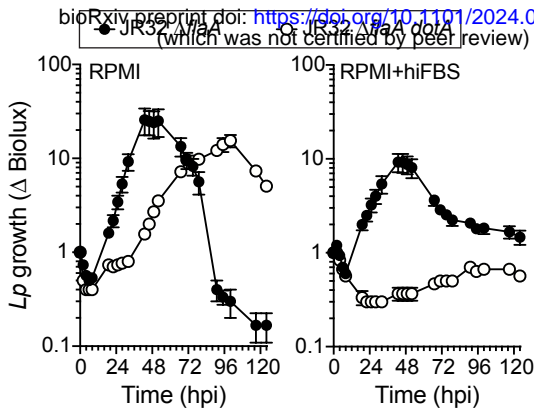 bioRxiv preprint doi: https://doi.org/10.1101/2024.0
(which was not certified by peer review)
JR32 ΔflaA JR32 ΔflaA dotA
RPMI RPMI+hiFBS
Lp growth (Δ Biolux)
100 100
10 10
1 1
0.1 0.1
0 24 48 72 96 120 0 24 48 72 96 120
Time (hpi) Time (hpi)